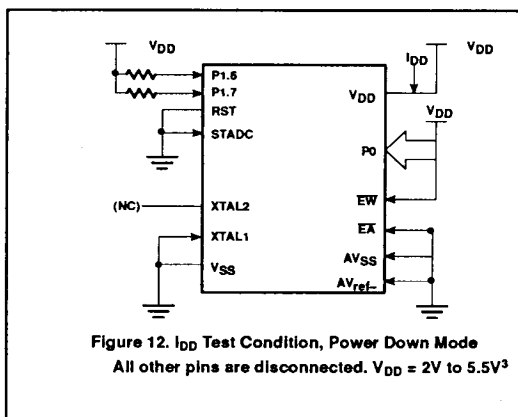 VDD
VDD
IDD
P1.6
P1.7
VDD
RST
VDD
STADC
P0
EW
(NC)
XTAL2
EA
XTAL1
AVSS
VSS
AVref–
Figure 12. IDD Test Condition, Power Down Mode
All other pins are disconnected. VDD = 2V to 5.5V³